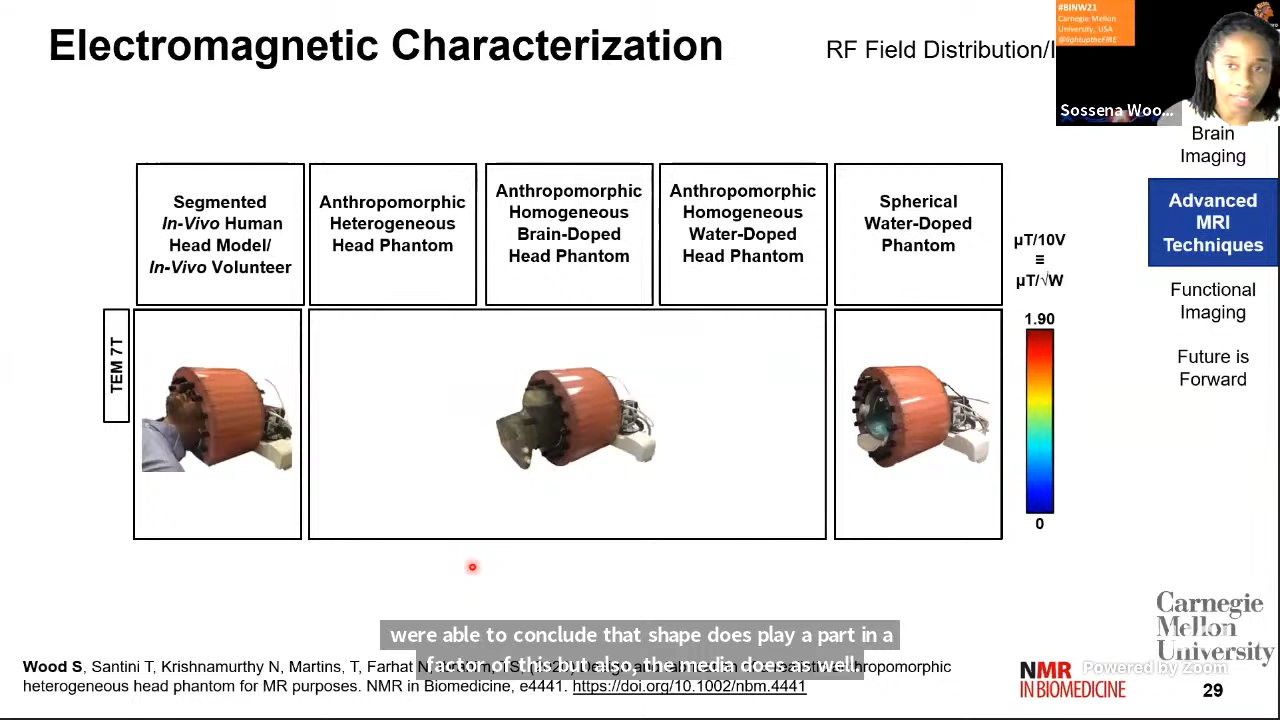 Electromagnetic Characterization
RF Field Distribution/
#BINW21
Carnegie Mellon
University, USA
@lightuptheFIRE
Sossena Woo...
Brain
Imaging
Advanced
MRI
Techniques
Functional
Imaging
Future is
Forward
Segmented
In-Vivo Human
Head Model/
In-Vivo Volunteer
Anthropomorphic
Heterogeneous
Head Phantom
Anthropomorphic
Homogeneous
Brain-Doped
Head Phantom
Anthropomorphic
Homogeneous
Water-Doped
Head Phantom
Spherical
Water-Doped
Phantom
µT/10V
≡
µT/√W
1.90
0
TEM 7T
were able to conclude that shape does play a part in a
factor of this but also, the media does as well.
Wood S, Santini T, Krishnamurthy N, Martins, T, Farhat N,
heterogeneous head phantom for MR purposes. NMR in Biomedicine, e4441. https://doi.org/10.1002/nbm.4441
NMR
IN BIOMEDICINE
Carnegie
Mellon
University
Powered by Zoom
29